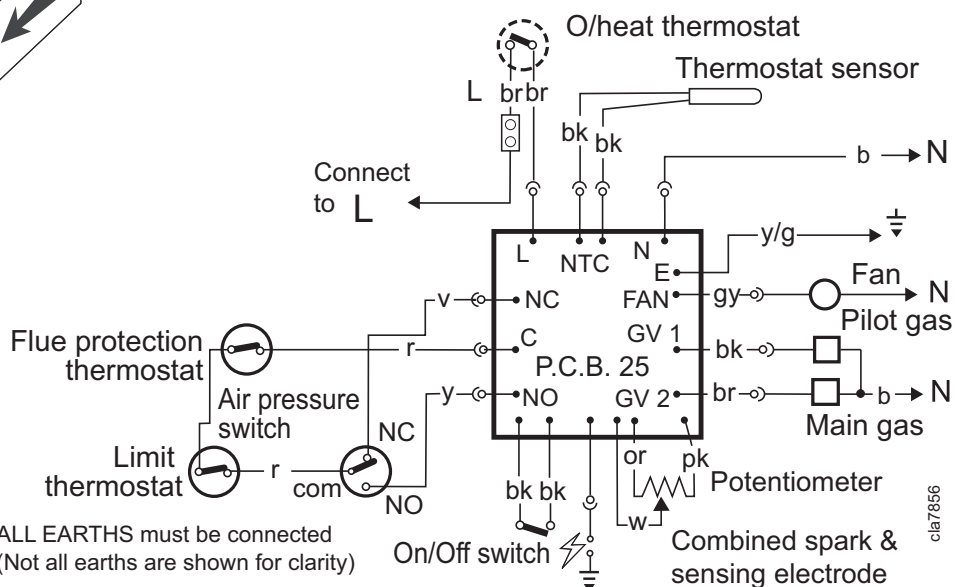 O/heat thermostat
Thermostat sensor
L br br
bk bk
b N
Connect
to L
y/g
L NTC N
E
Fan
v NC FAN gy N
Pilot gas
Flue protection
thermostat
r C GV 1 bk
P.C.B. 25
y NO GV 2 br b N
Main gas
Air pressure
switch
NC
Limit
thermostat
r com
NO
or pk
bk bk
Potentiometer
w
ALL EARTHS must be connected
(Not all earths are shown for clarity)
On/Off switch
Combined spark &
sensing electrode
cla7856